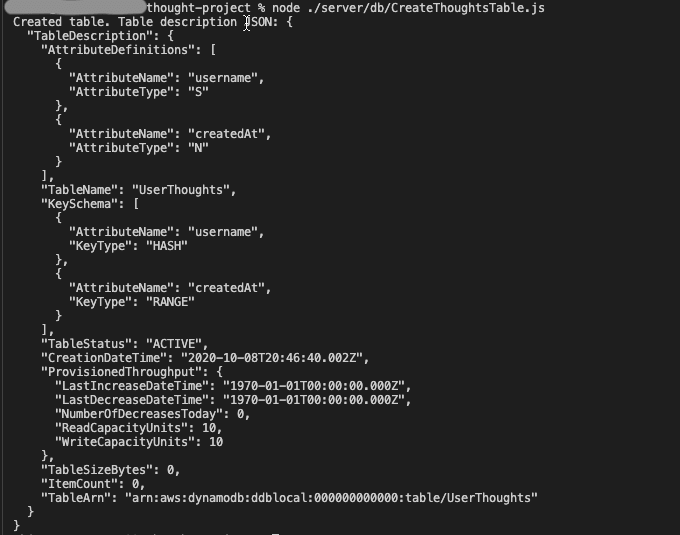 thought-project % node ./server/db/CreateThoughtsTable.js
Created table. Table description JSON: {
  "TableDescription": {
    "AttributeDefinitions": [
      {
        "AttributeName": "username",
        "AttributeType": "S"
      },
      {
        "AttributeName": "createdAt",
        "AttributeType": "N"
      }
    ],
    "TableName": "UserThoughts",
    "KeySchema": [
      {
        "AttributeName": "username",
        "KeyType": "HASH"
      },
      {
        "AttributeName": "createdAt",
        "KeyType": "RANGE"
      }
    ],
    "TableStatus": "ACTIVE",
    "CreationDateTime": "2020-10-08T20:46:40.002Z",
    "ProvisionedThroughput": {
      "LastIncreaseDateTime": "1970-01-01T00:00:00.000Z",
      "LastDecreaseDateTime": "1970-01-01T00:00:00.000Z",
      "NumberOfDecreasesToday": 0,
      "ReadCapacityUnits": 10,
      "WriteCapacityUnits": 10
    },
    "TableSizeBytes": 0,
    "ItemCount": 0,
    "TableArn": "arn:aws:dynamodb:ddblocal:000000000000:table/UserThoughts"
  }
}